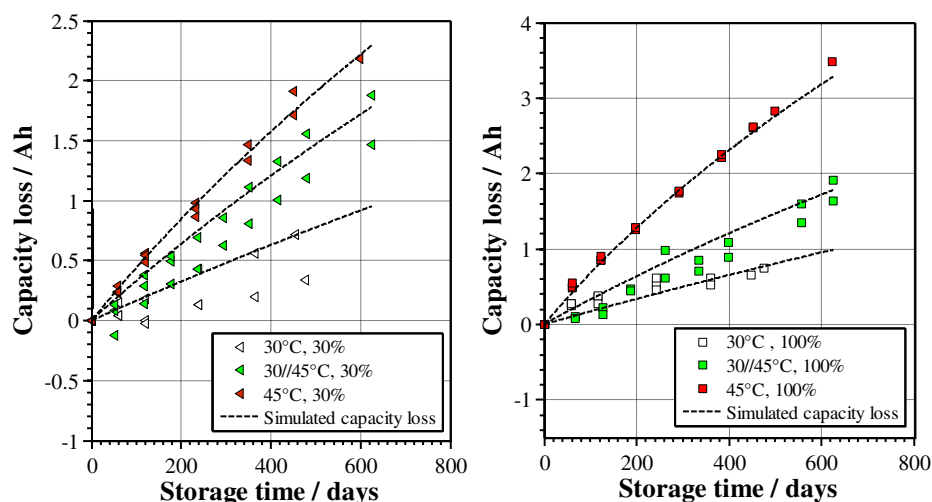 2.5
2
1.5
1
0.5
0
-0.5
-1
Capacity loss / Ah
30°C, 30%
30//45°C, 30%
45°C, 30%
Simulated capacity loss
0 200 400 600 800
Storage time / days
4
3
2
1
0
-1
Capacity loss / Ah
30°C , 100%
30//45°C, 100%
45°C, 100%
Simulated capacity loss
0 200 400 600 800
Storage time / days